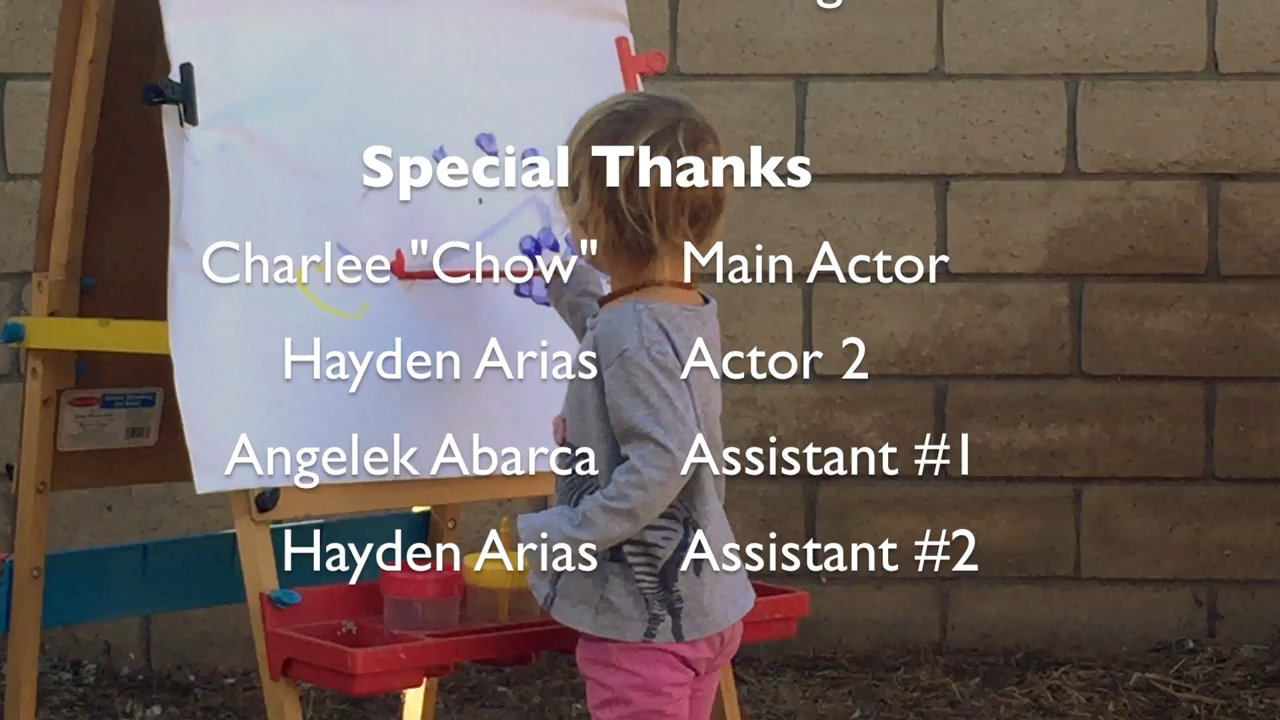 Special Thanks
Charlee "Chow" Main Actor
Hayden Arias Actor 2
Angelek Abarca Assistant #1
Hayden Arias Assistant #2